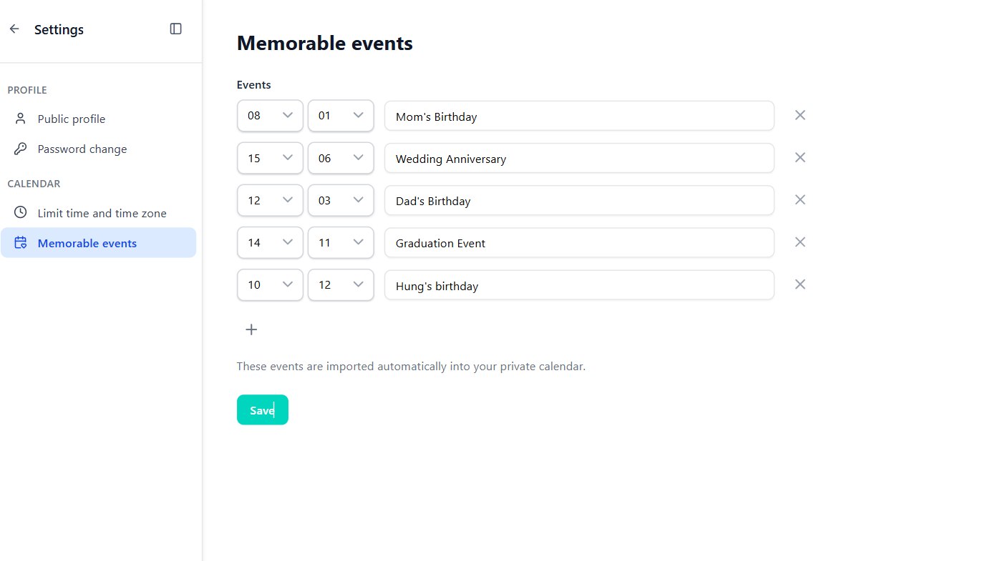 Settings
PROFILE
Public profile
Password change
CALENDAR
Limit time and time zone
Memorable events
Memorable events
Events
08 01 Mom's Birthday
15 06 Wedding Anniversary
12 03 Dad's Birthday
14 11 Graduation Event
10 12 Hung's birthday
These events are imported automatically into your private calendar.
Save